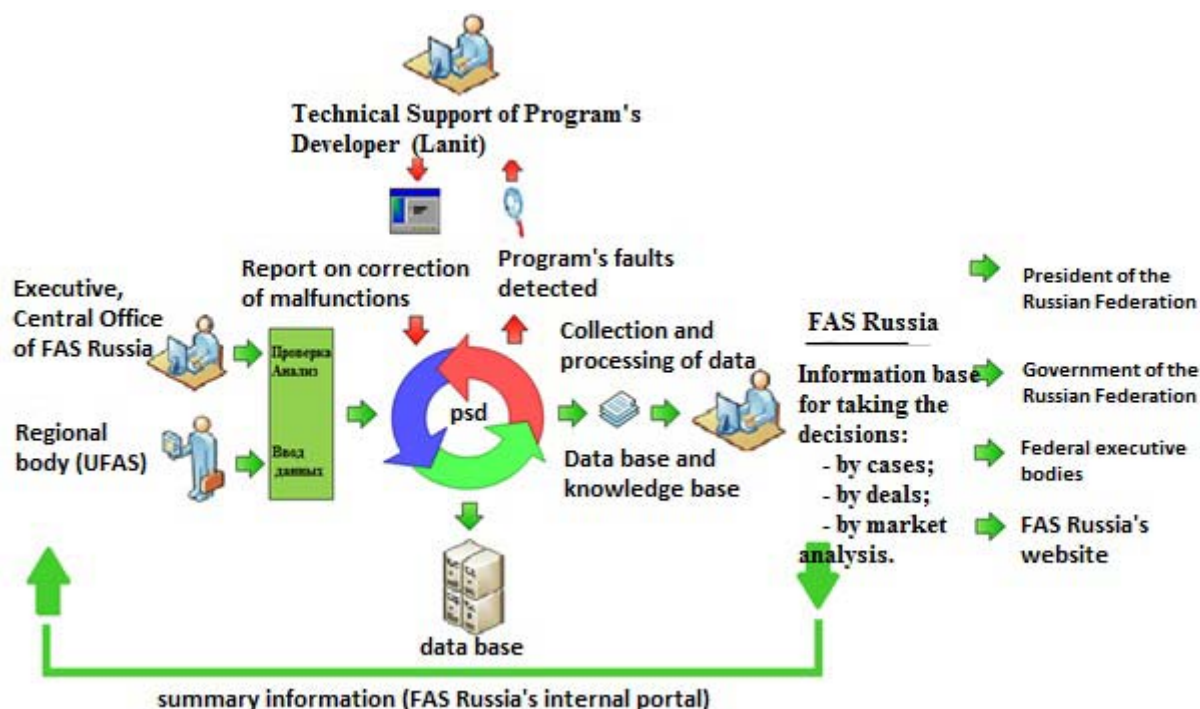 Technical Support of Program's
Developer (Lanit)
Report on correction
of malfunctions
Program's faults
detected
Executive,
Central Office
of FAS Russia
Regional
body (UFAS)
Проверка
Анализ
Ввод
данных
psd
Collection and
processing of data
Data base and
knowledge base
data base
FAS Russia
Information base
for taking the
decisions:
- by cases;
- by deals;
- by market
analysis.
President of the
Russian Federation
Government of the
Russian Federation
Federal executive
bodies
FAS Russia's
website
summary information (FAS Russia's internal portal)